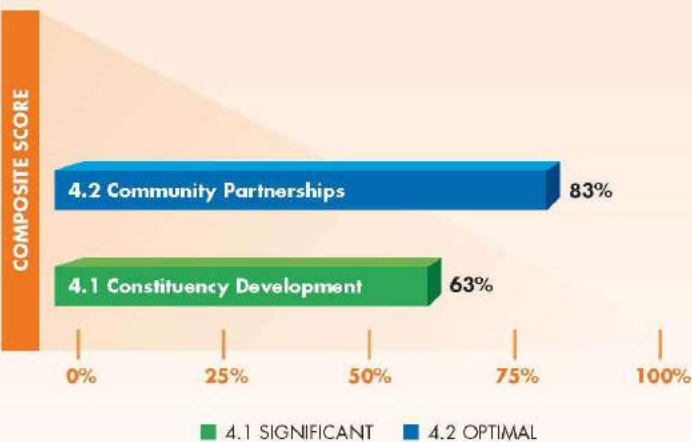 COMPOSITE SCORE
4.2 Community Partnerships 83%
4.1 Constituency Development 63%
0% 25% 50% 75% 100%
4.1 SIGNIFICANT 4.2 OPTIMAL